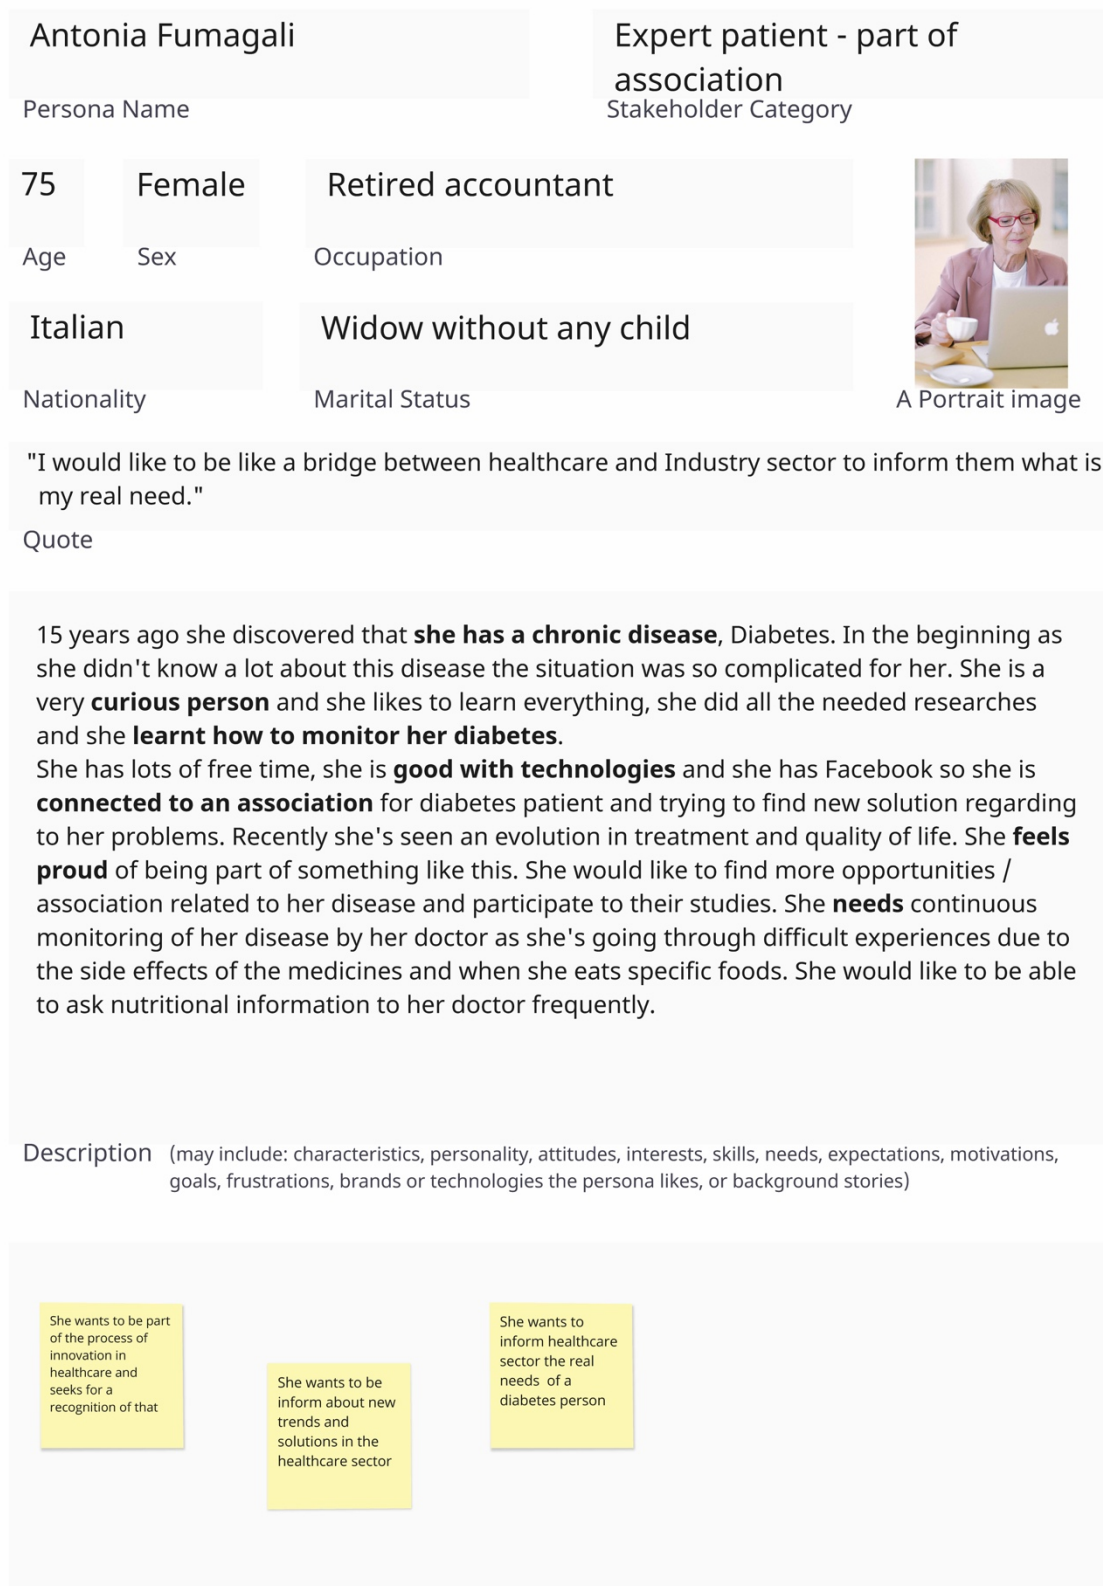 Antonia Fumagali
Expert patient - part of
association
Persona Name
Stakeholder Category
75
Female
Retired accountant
Age
Sex
Occupation
Italian
Widow without any child
Nationality
Marital Status
A Portrait image
"I would like to be like a bridge between healthcare and Industry sector to inform them what is
my real need."
Quote
15 years ago she discovered that she has a chronic disease, Diabetes. In the beginning as
she didn't know a lot about this disease the situation was so complicated for her. She is a
very curious person and she likes to learn everything, she did all the needed researches
and she learnt how to monitor her diabetes.
She has lots of free time, she is good with technologies and she has Facebook so she is
connected to an association for diabetes patient and trying to find new solution regarding
to her problems. Recently she's seen an evolution in treatment and quality of life. She feels
proud of being part of something like this. She would like to find more opportunities /
association related to her disease and participate to their studies. She needs continuous
monitoring of her disease by her doctor as she's going through difficult experiences due to
the side effects of the medicines and when she eats specific foods. She would like to be able
to ask nutritional information to her doctor frequently.
Description (may include: characteristics, personality, attitudes, interests, skills, needs, expectations, motivations,
goals, frustrations, brands or technologies the persona likes, or background stories)
She wants to be part
of the process of
innovation in
healthcare and
seeks for a
recognition of that
She wants to be
inform about new
trends and
solutions in the
healthcare sector
She wants to
inform healthcare
sector the real
needs of a
diabetes person